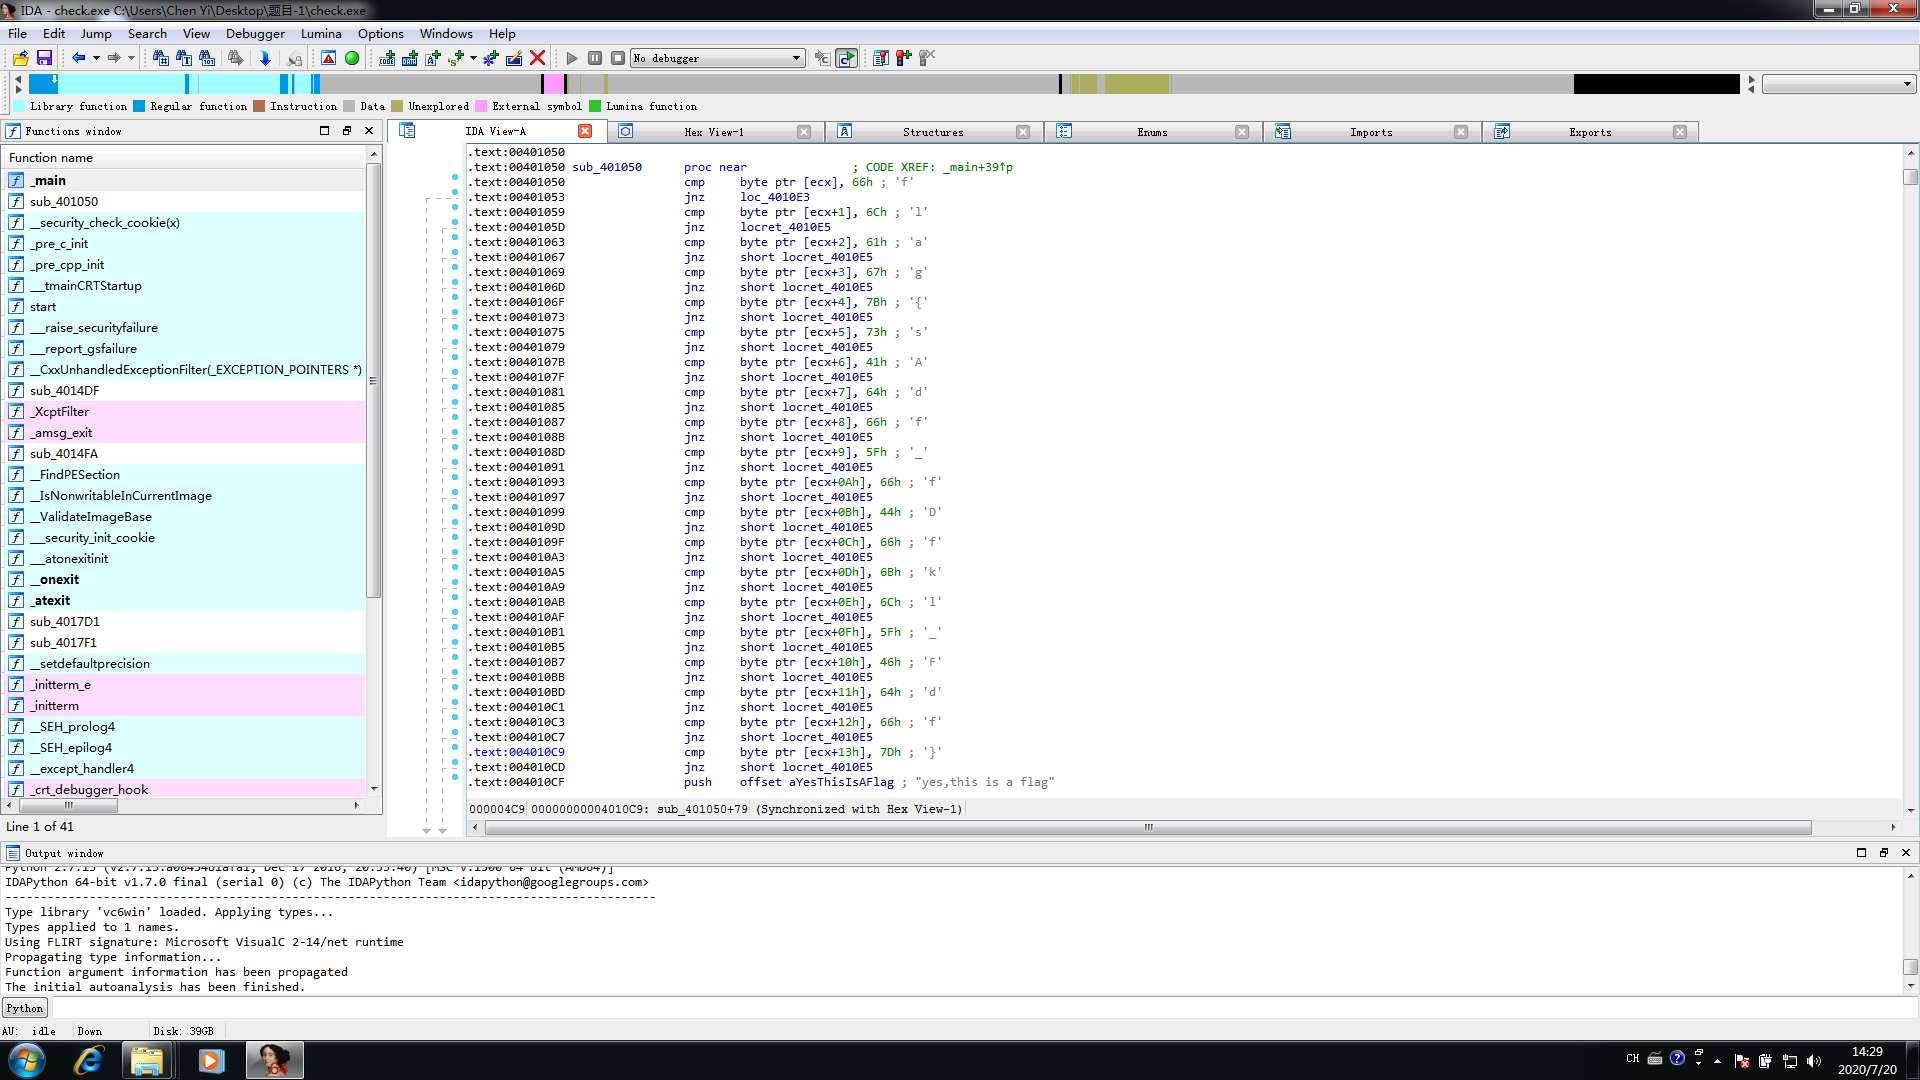 IDA - check.exe C:\Users\Chen Yi\Desktop\题目-1\check.exe
File Edit Jump Search View Debugger Lumina Options Windows Help
No debugger
Library function Regular function Instruction Data Unexplored External symbol Lumina function
Functions window
Function name
_main
sub_401050
__security_check_cookie(x)
_pre_c_init
_pre_cpp_init
___tmainCRTStartup
start
___raise_securityfailure
___report_gsfailure
__CxxUnhandledExceptionFilter(_EXCEPTION_POINTERS *)
sub_4014DF
_XcptFilter
_amsg_exit
sub_4014FA
__FindPESection
__IsNonwritableInCurrentImage
__ValidateImageBase
___security_init_cookie
___atonexitinit
__onexit
_atexit
sub_4017D1
sub_4017F1
__setdefaultprecision
_initterm_e
_initterm
__SEH_prolog4
__SEH_epilog4
__except_handler4
_crt_debugger_hook
Line 1 of 41
IDA View-A Hex View-1 Structures Enums Imports Exports
.text:00401050
.text:00401050 sub_401050 proc near ; CODE XREF: _main+39↑p
.text:00401050 cmp byte ptr [ecx], 66h ; 'f'
.text:00401053 jnz loc_4010E3
.text:00401059 cmp byte ptr [ecx+1], 6Ch ; 'l'
.text:0040105D jnz locret_4010E5
.text:00401063 cmp byte ptr [ecx+2], 61h ; 'a'
.text:00401067 jnz short locret_4010E5
.text:00401069 cmp byte ptr [ecx+3], 67h ; 'g'
.text:0040106D jnz short locret_4010E5
.text:0040106F cmp byte ptr [ecx+4], 7Bh ; '{'
.text:00401073 jnz short locret_4010E5
.text:00401075 cmp byte ptr [ecx+5], 73h ; 's'
.text:00401079 jnz short locret_4010E5
.text:0040107B cmp byte ptr [ecx+6], 41h ; 'A'
.text:0040107F jnz short locret_4010E5
.text:00401081 cmp byte ptr [ecx+7], 64h ; 'd'
.text:00401085 jnz short locret_4010E5
.text:00401087 cmp byte ptr [ecx+8], 66h ; 'f'
.text:0040108B jnz short locret_4010E5
.text:0040108D cmp byte ptr [ecx+9], 5Fh ; '_'
.text:00401091 jnz short locret_4010E5
.text:00401093 cmp byte ptr [ecx+0Ah], 66h ; 'f'
.text:00401097 jnz short locret_4010E5
.text:00401099 cmp byte ptr [ecx+0Bh], 44h ; 'D'
.text:0040109D jnz short locret_4010E5
.text:0040109F cmp byte ptr [ecx+0Ch], 66h ; 'f'
.text:004010A3 jnz short locret_4010E5
.text:004010A5 cmp byte ptr [ecx+0Dh], 6Bh ; 'k'
.text:004010A9 jnz short locret_4010E5
.text:004010AB cmp byte ptr [ecx+0Eh], 6Ch ; 'l'
.text:004010AF jnz short locret_4010E5
.text:004010B1 cmp byte ptr [ecx+0Fh], 5Fh ; '_'
.text:004010B5 jnz short locret_4010E5
.text:004010B7 cmp byte ptr [ecx+10h], 46h ; 'F'
.text:004010BB jnz short locret_4010E5
.text:004010BD cmp byte ptr [ecx+11h], 64h ; 'd'
.text:004010C1 jnz short locret_4010E5
.text:004010C3 cmp byte ptr [ecx+12h], 66h ; 'f'
.text:004010C7 jnz short locret_4010E5
.text:004010C9 cmp byte ptr [ecx+13h], 7Dh ; '}'
.text:004010CD jnz short locret_4010E5
.text:004010CF push offset aYesThisIsAFlag ; "yes,this is a flag"
000004C9 00000000004010C9: sub_401050+79 (Synchronized with Hex View-1)
Output window
IDAPython 64-bit v1.7.0 final (serial 0) (c) The IDAPython Team <idapython@googlegroups.com>
Type library 'vc6win' loaded. Applying types...
Types applied to 1 names.
Using FLIRT signature: Microsoft VisualC 2-14/net runtime
Propagating type information...
Function argument information has been propagated
The initial autoanalysis has been finished.
Python
AU: idle Down Disk: 39GB
CH
14:29
2020/7/20